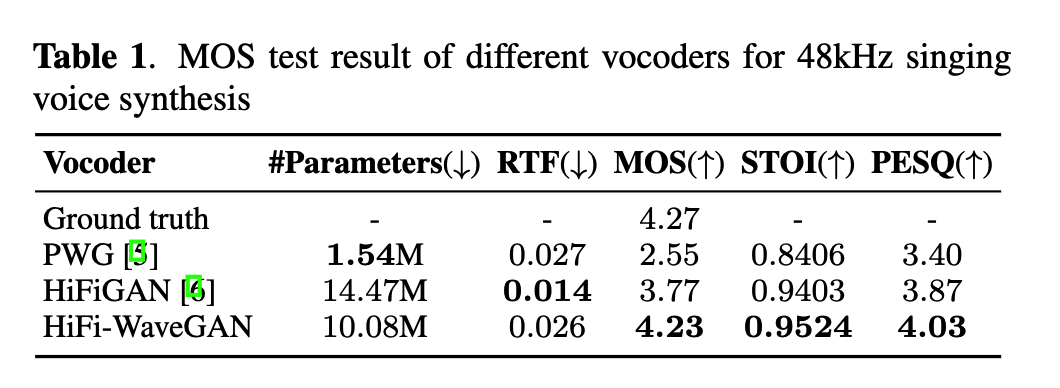 Table 1. MOS test result of different vocoders for 48kHz singing
voice synthesis
Vocoder #Parameters(↓) RTF(↓) MOS(↑) STOI(↑) PESQ(↑)
Ground truth - - 4.27 - -
PWG [5] 1.54M 0.027 2.55 0.8406 3.40
HiFiGAN [6] 14.47M 0.014 3.77 0.9403 3.87
HiFi-WaveGAN 10.08M 0.026 4.23 0.9524 4.03